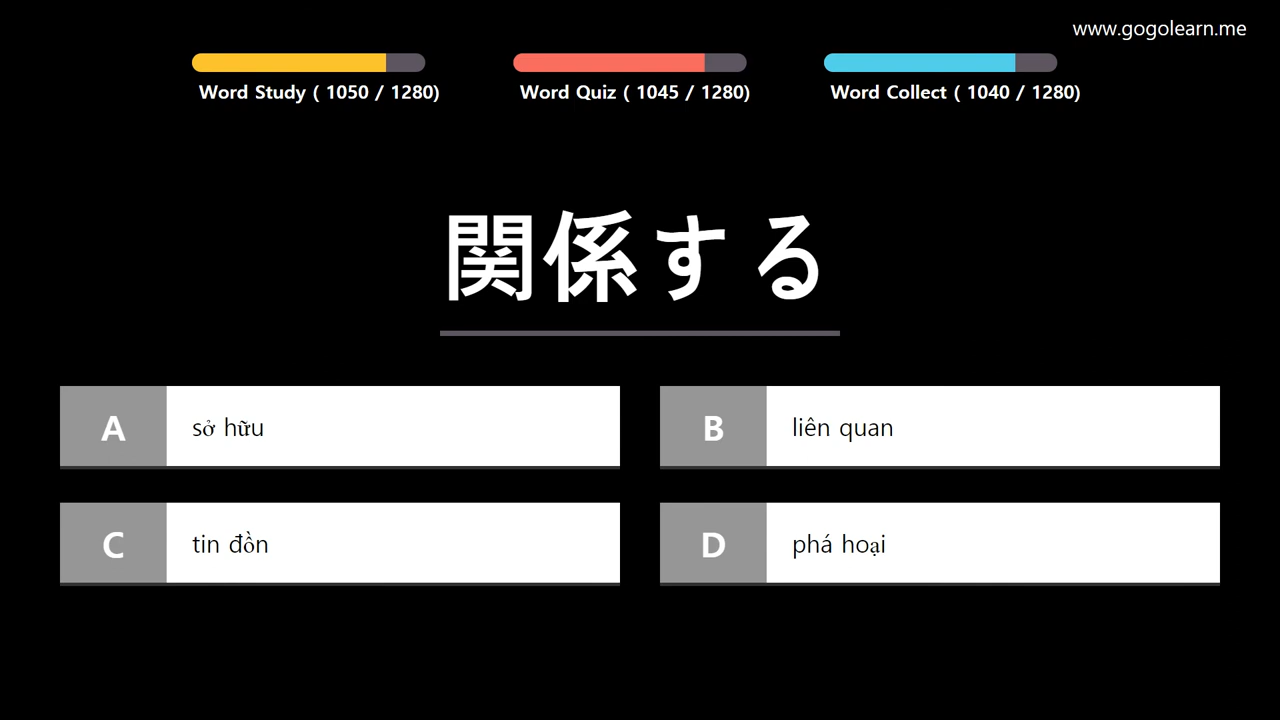 www.gogolearn.me
Word Study ( 1050 / 1280)
Word Quiz ( 1045 / 1280)
Word Collect ( 1040 / 1280)
関係する
A
sở hữu
B
liên quan
C
tin đồn
D
phá hoại